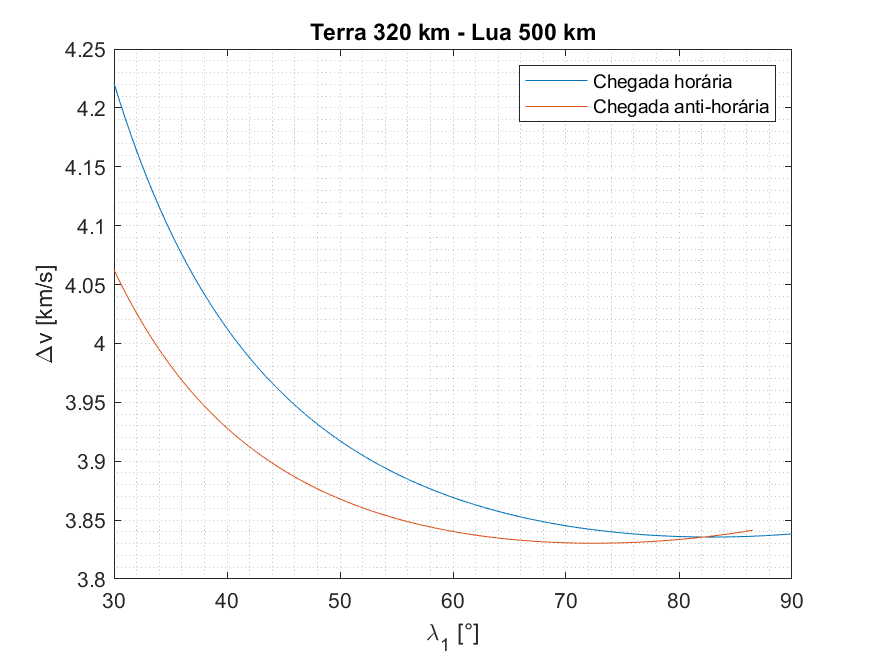 Terra 320 km - Lua 500 km
Chegada horária
Chegada anti-horária
4.25
4.2
4.15
4.1
4.05
4
3.95
3.9
3.85
3.8
Δv [km/s]
30 40 50 60 70 80 90
λ₁ [°]